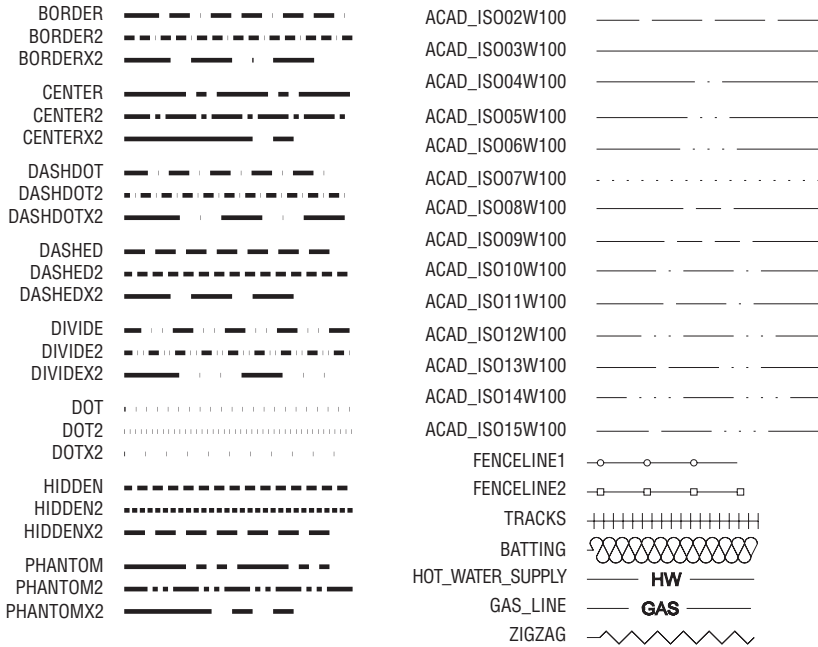 BORDER
BORDER2
BORDERX2
CENTER
CENTER2
CENTERX2
DASHDOT
DASHDOT2
DASHDOTX2
DASHED
DASHED2
DASHEDX2
DIVIDE
DIVIDE2
DIVIDEX2
DOT
DOT2
DOTX2
HIDDEN
HIDDEN2
HIDDENX2
PHANTOM
PHANTOM2
PHANTOMX2
ACAD_ISO02W100
ACAD_ISO03W100
ACAD_ISO04W100
ACAD_ISO05W100
ACAD_ISO06W100
ACAD_ISO07W100
ACAD_ISO08W100
ACAD_ISO09W100
ACAD_ISO10W100
ACAD_ISO11W100
ACAD_ISO12W100
ACAD_ISO13W100
ACAD_ISO14W100
ACAD_ISO15W100
FENCELINE1
FENCELINE2
TRACKS
BATTING
HOT_WATER_SUPPLY HW
GAS_LINE GAS
ZIGZAG